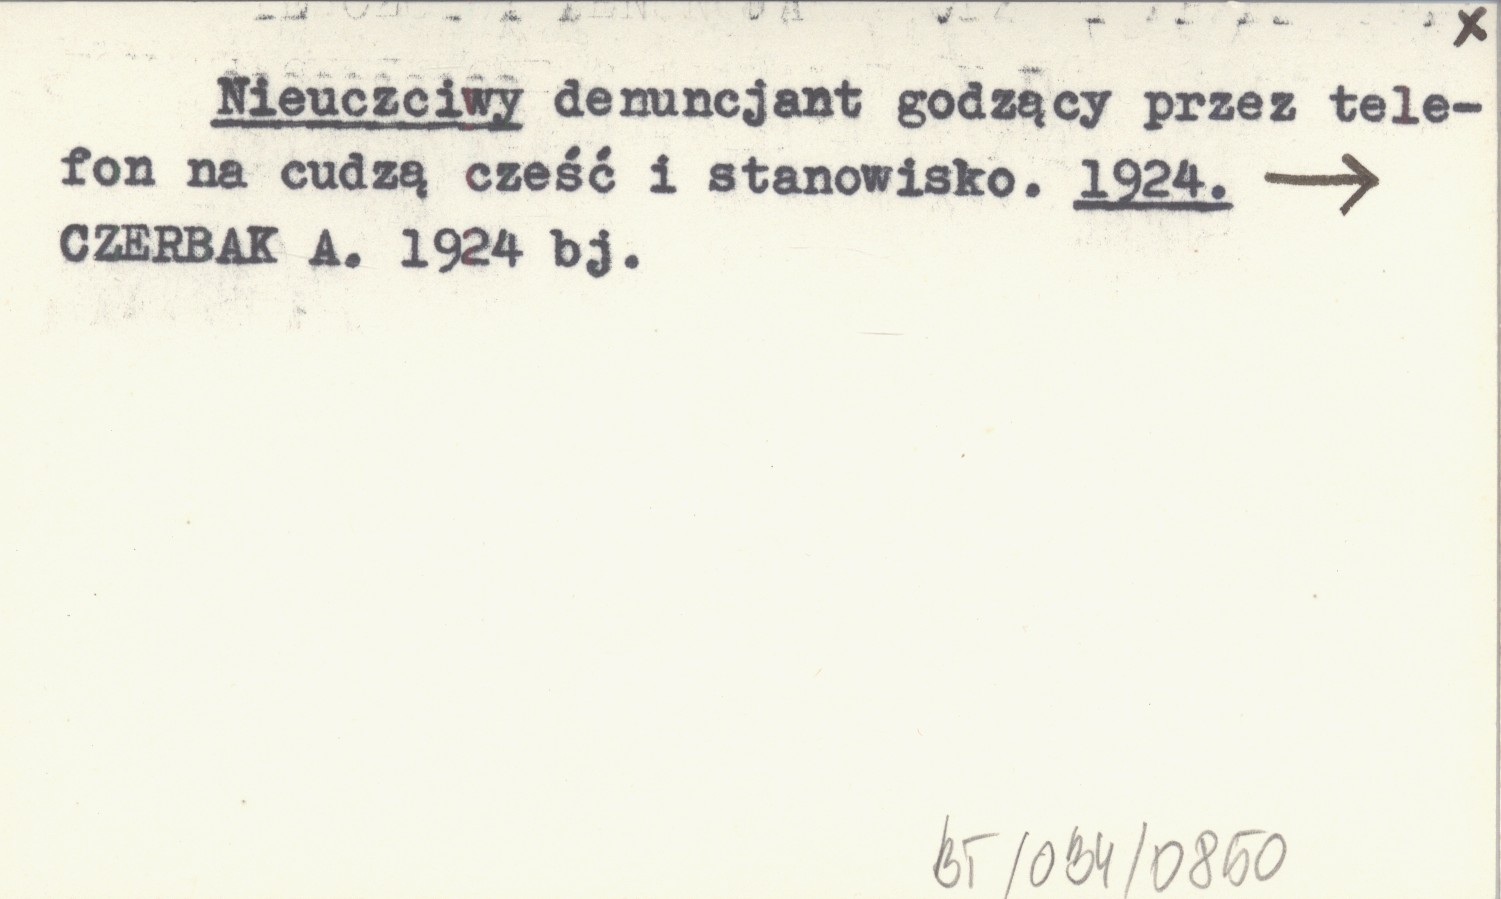 x
Nieuczciwy denuncjant godzący przez tele-
fon na cudzą cześć i stanowisko. 1924. →
CZERBAK A. 1924 bj.
BT/034/0850